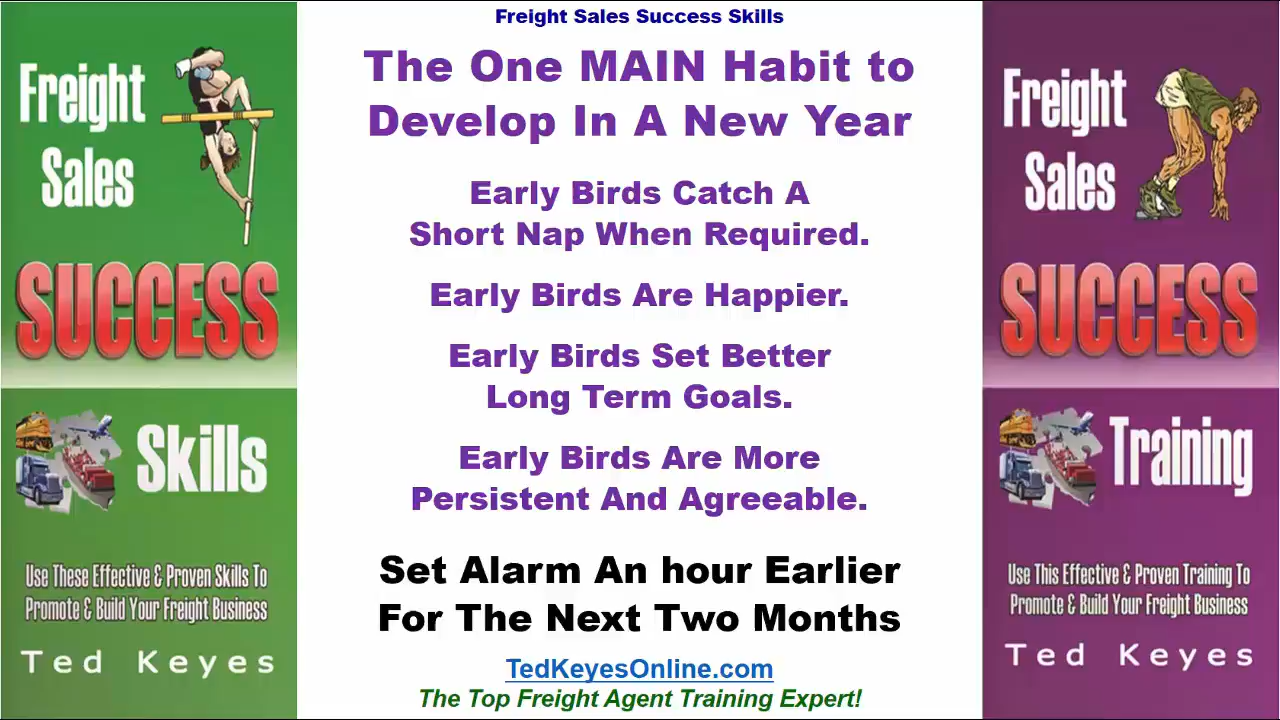 Freight
Sales
SUCCESS
Skills
Use These Effective & Proven Skills To
Promote & Build Your Freight Business
Ted Keyes
Freight Sales Success Skills
The One MAIN Habit to
Develop In A New Year
Early Birds Catch A
Short Nap When Required.
Early Birds Are Happier.
Early Birds Set Better
Long Term Goals.
Early Birds Are More
Persistent And Agreeable.
Set Alarm An hour Earlier
For The Next Two Months
TedKeyesOnline.com
The Top Freight Agent Training Expert!
Freight
Sales
SUCCESS
Training
Use This Effective & Proven Training To
Promote & Build Your Freight Business
Ted Keyes